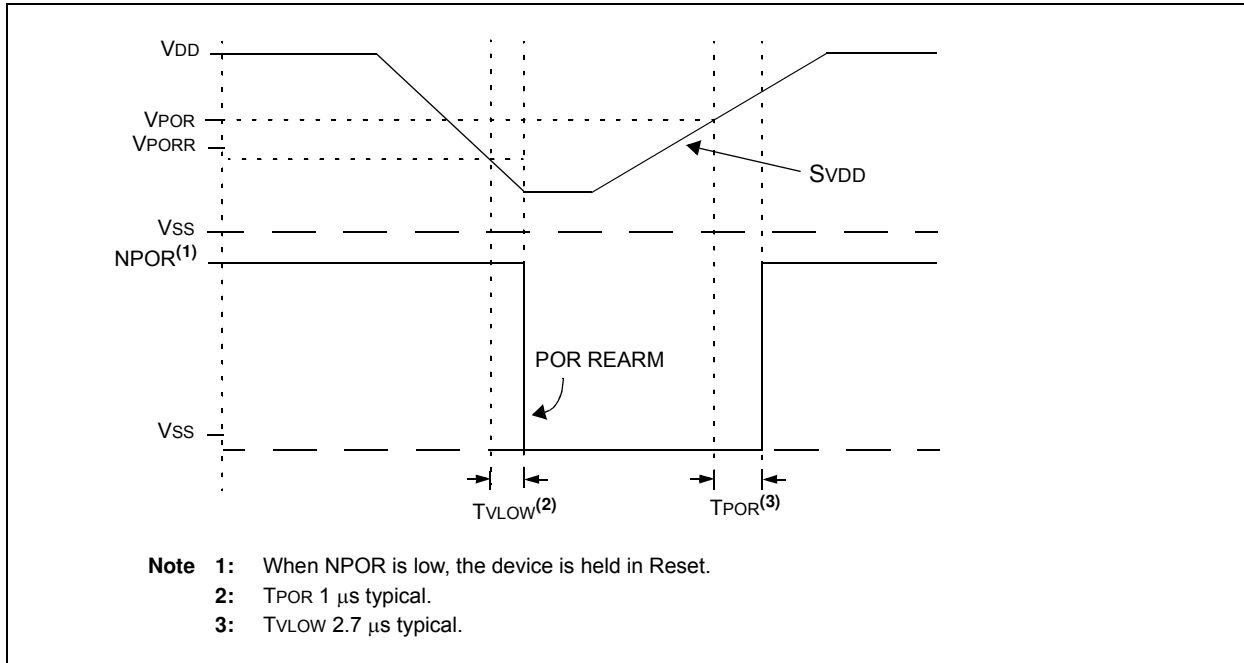 VDD
VPOR
VPORR
SVDD
VSS
NPOR(1)
POR REARM
VSS
TVLOW(2)
TPOR(3)
Note 1: When NPOR is low, the device is held in Reset.
2: TPOR 1 μs typical.
3: TVLOW 2.7 μs typical.